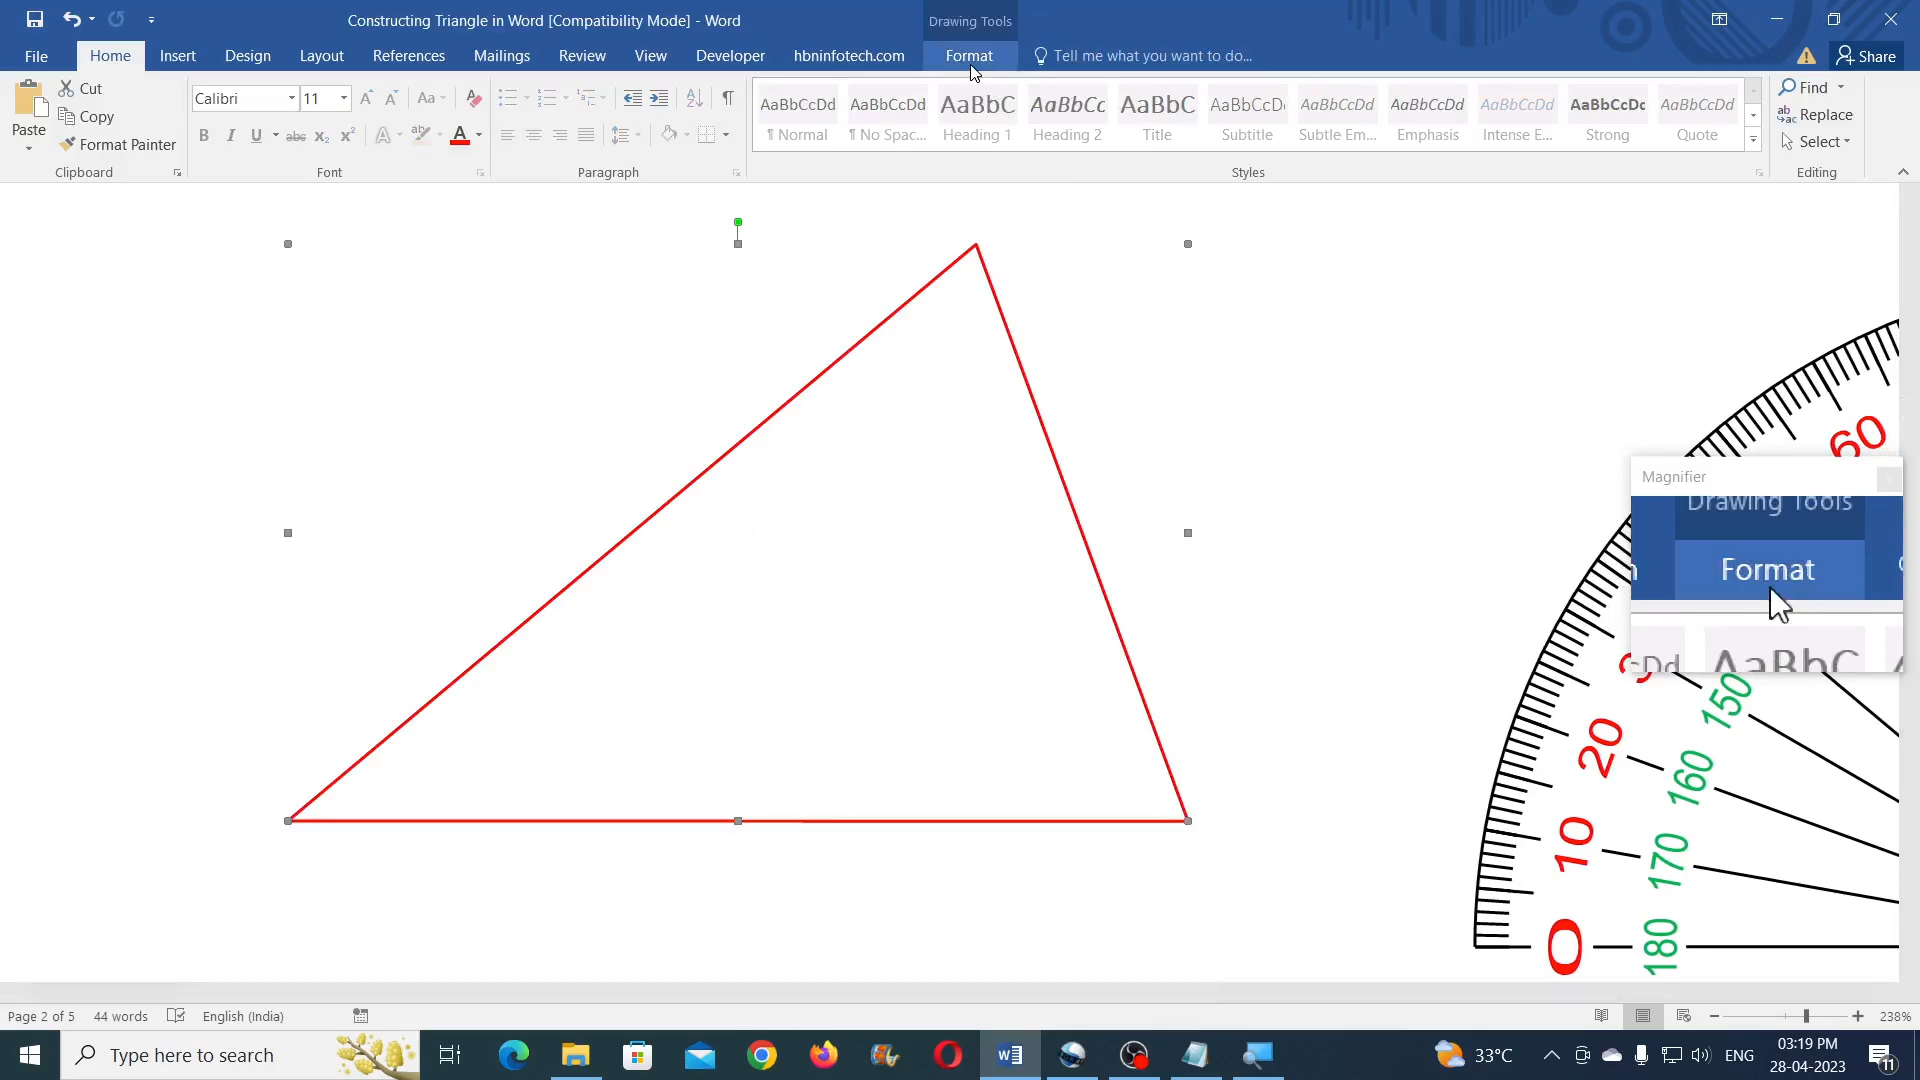 Constructing Triangle in Word [Compatibility Mode] - Word
Drawing Tools
File Home Insert Design Layout References Mailings Review View Developer hbninfotech.com Format Tell me what you want to do... Share
Paste
Cut
Copy
Format Painter
Clipboard
Calibri 11
Font
Paragraph
AaBbCcDd AaBbCcDd AaBbC AaBbCc AaBbC AaBbCcD AaBbCcDd AaBbCcDd AaBbCcDd AaBbCcDc AaBbCcDd
¶ Normal ¶ No Spac... Heading 1 Heading 2 Title Subtitle Subtle Em... Emphasis Intense E... Strong Quote
Styles
Find
Replace
Select
Editing
60
Magnifier
Drawing Tools
Format
cDd AaBbC
150
20
160
10
170
0
180
Page 2 of 5 44 words English (India) 238%
Type here to search
33°C
ENG
03:19 PM
28-04-2023
11